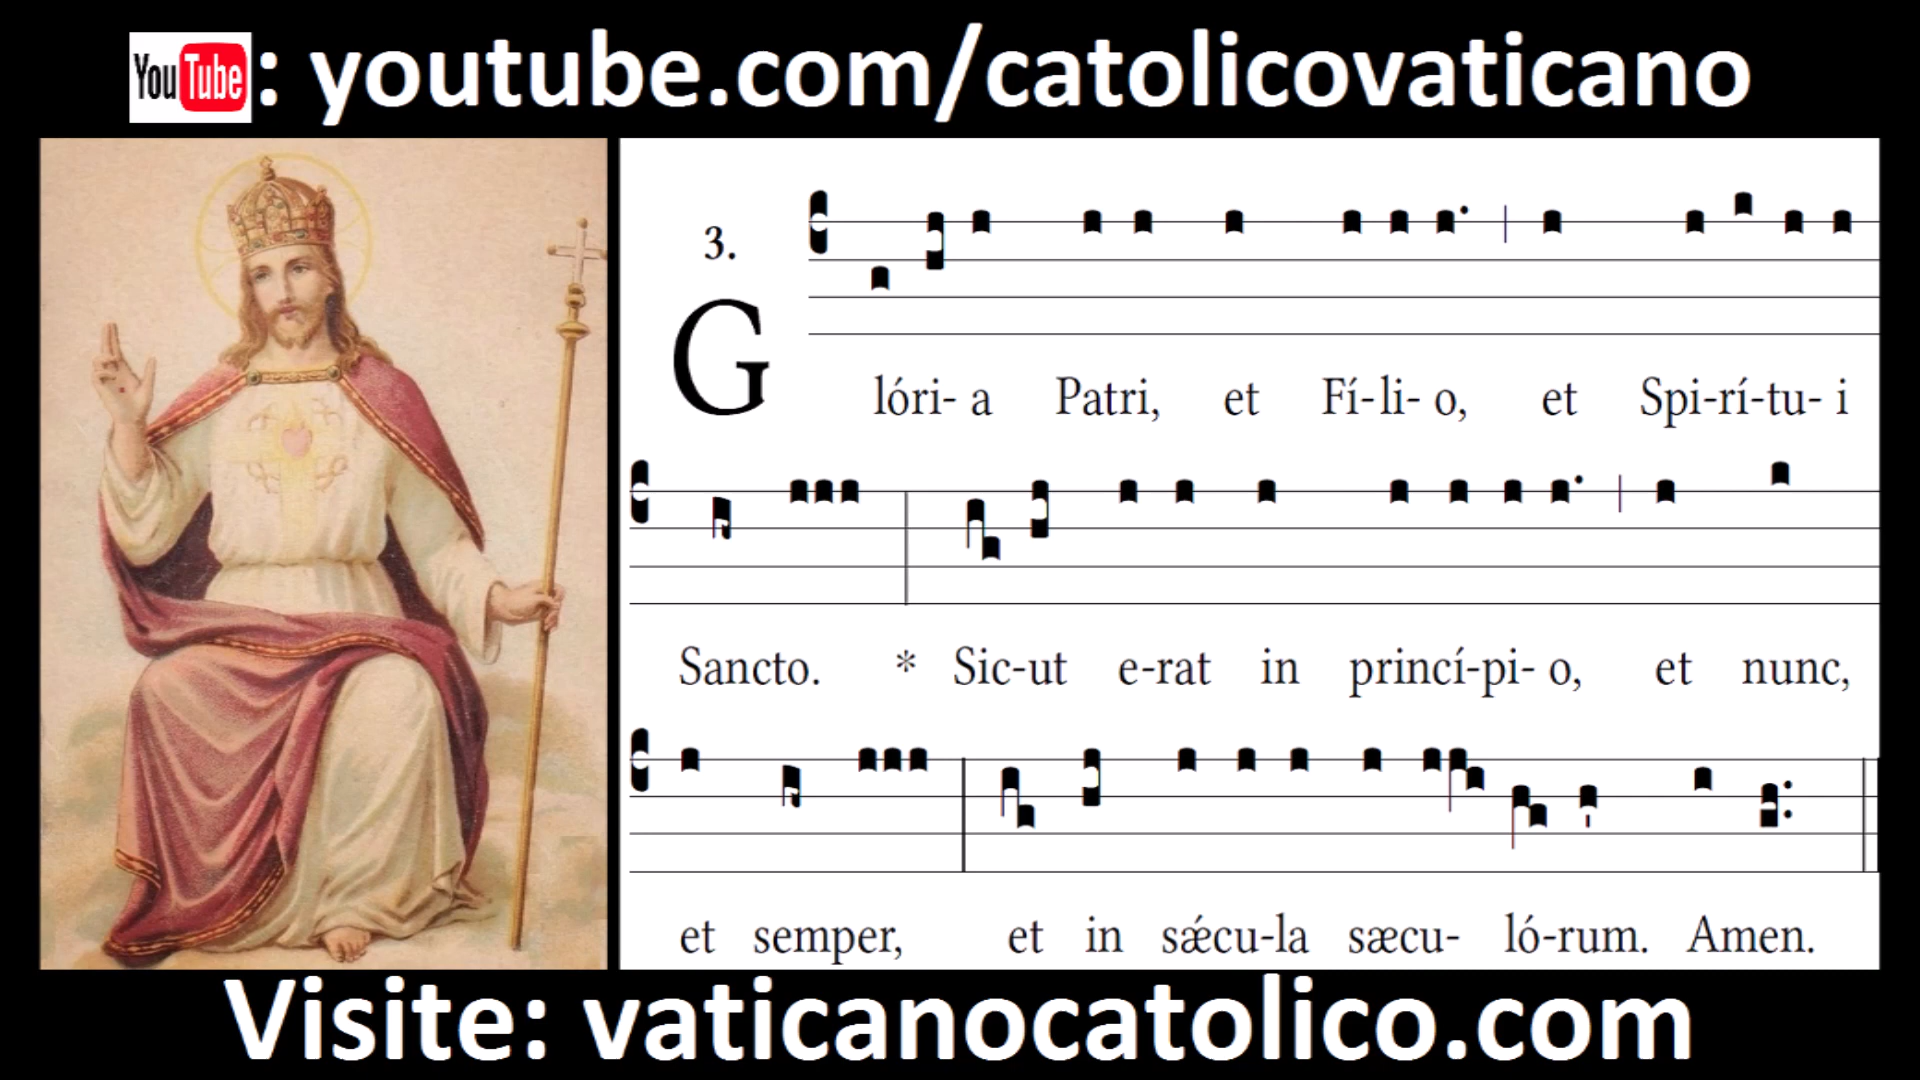 YouTube : youtube.com/catolicovaticano
3.
Glóri- a Patri, et Fí-li- o, et Spi-rí-tu- i
Sancto. * Sic-ut e-rat in princí-pi- o, et nunc,
et semper, et in sǽcu-la sæcu- ló-rum. Amen.
Visite: vaticanocatolico.com